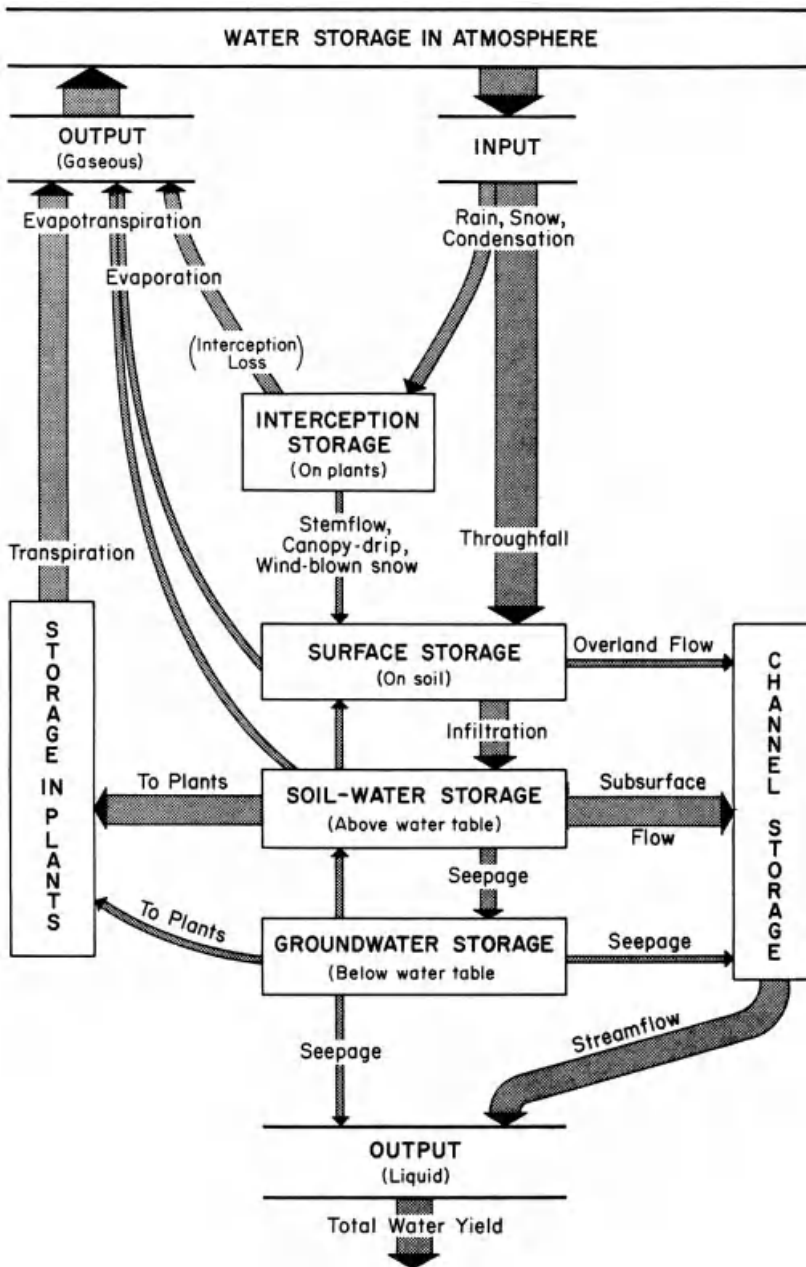 WATER STORAGE IN ATMOSPHERE
OUTPUT
(Gaseous)
INPUT
Evapotranspiration
Rain, Snow,
Condensation
Evaporation
(Interception)
Loss
INTERCEPTION
STORAGE
(On plants)
Stemflow,
Canopy-drip,
Wind-blown snow
Transpiration
Throughfall
STORAGE IN PLANTS
SURFACE STORAGE
(On soil)
Overland Flow
CHANNEL STORAGE
Infiltration
To Plants
SOIL-WATER STORAGE
(Above water table)
Subsurface
Flow
Seepage
To Plants
GROUNDWATER STORAGE
(Below water table
Seepage
Seepage
Streamflow
OUTPUT
(Liquid)
Total Water Yield